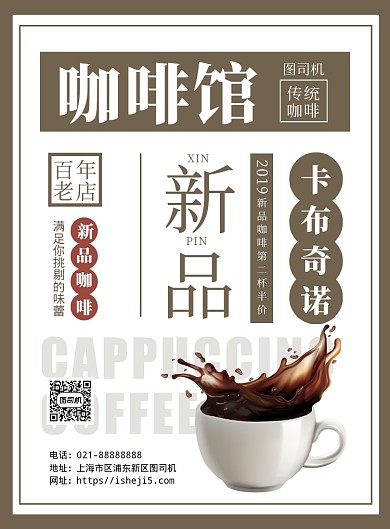 咖啡馆
图司机
传统
咖啡
百年
老店
满足你挑剔的味蕾
新品咖啡
XIN
新
PIN
品
2019新品咖啡第二杯半价
卡布奇诺
CAPPUCCINO
COFFEE
图司机
电话：021-88888888
地址：上海市区浦东新区图司机
网址：https//isheji5.com